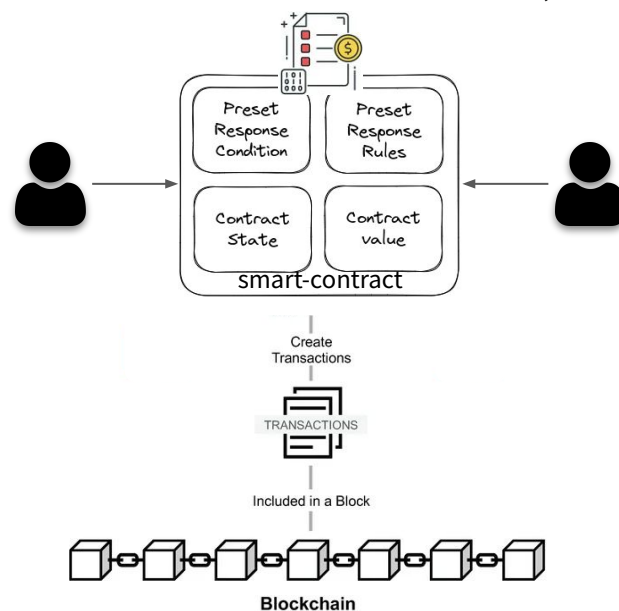 $
Preset
Response
Condition
Preset
Response
Rules
Contract
State
Contract
value
smart-contract
Create
Transactions
TRANSACTIONS
Included in a Block
Blockchain